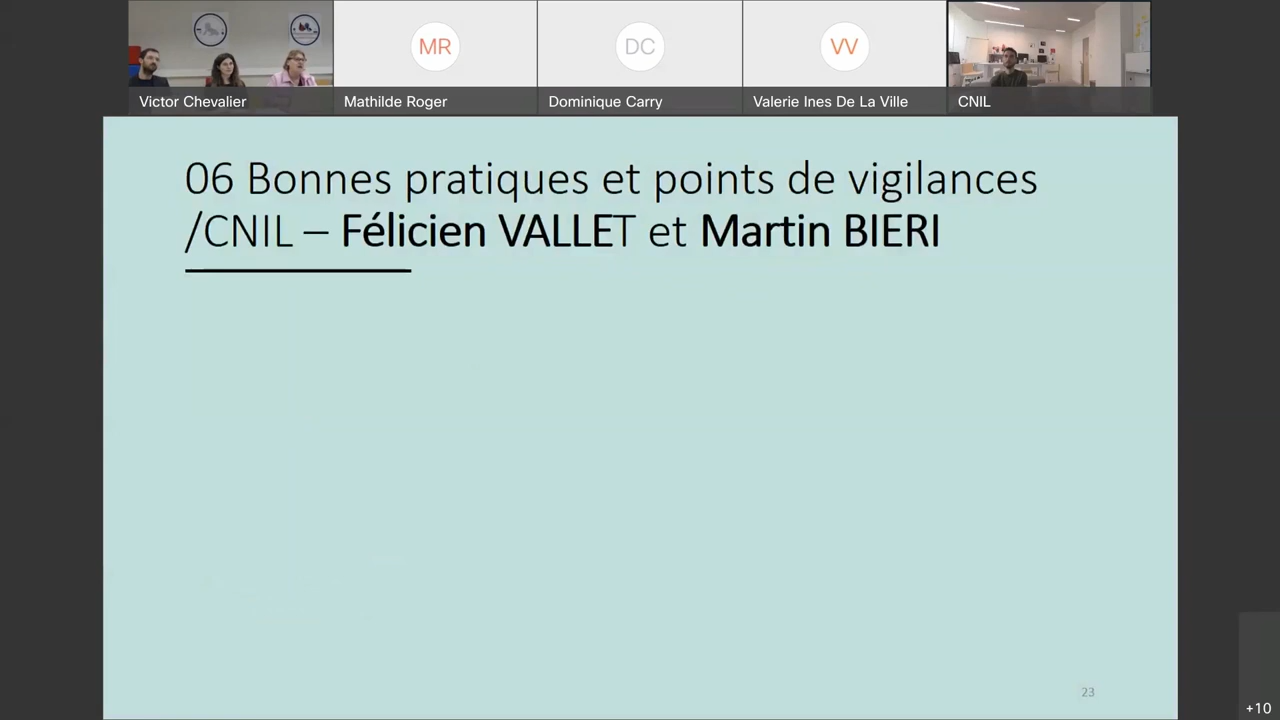 MR
DC
VV
Victor Chevalier
Mathilde Roger
Dominique Carry
Valerie Ines De La Ville
CNIL
06 Bonnes pratiques et points de vigilances
/CNIL – Félicien VALLET et Martin BIERI
23
+10